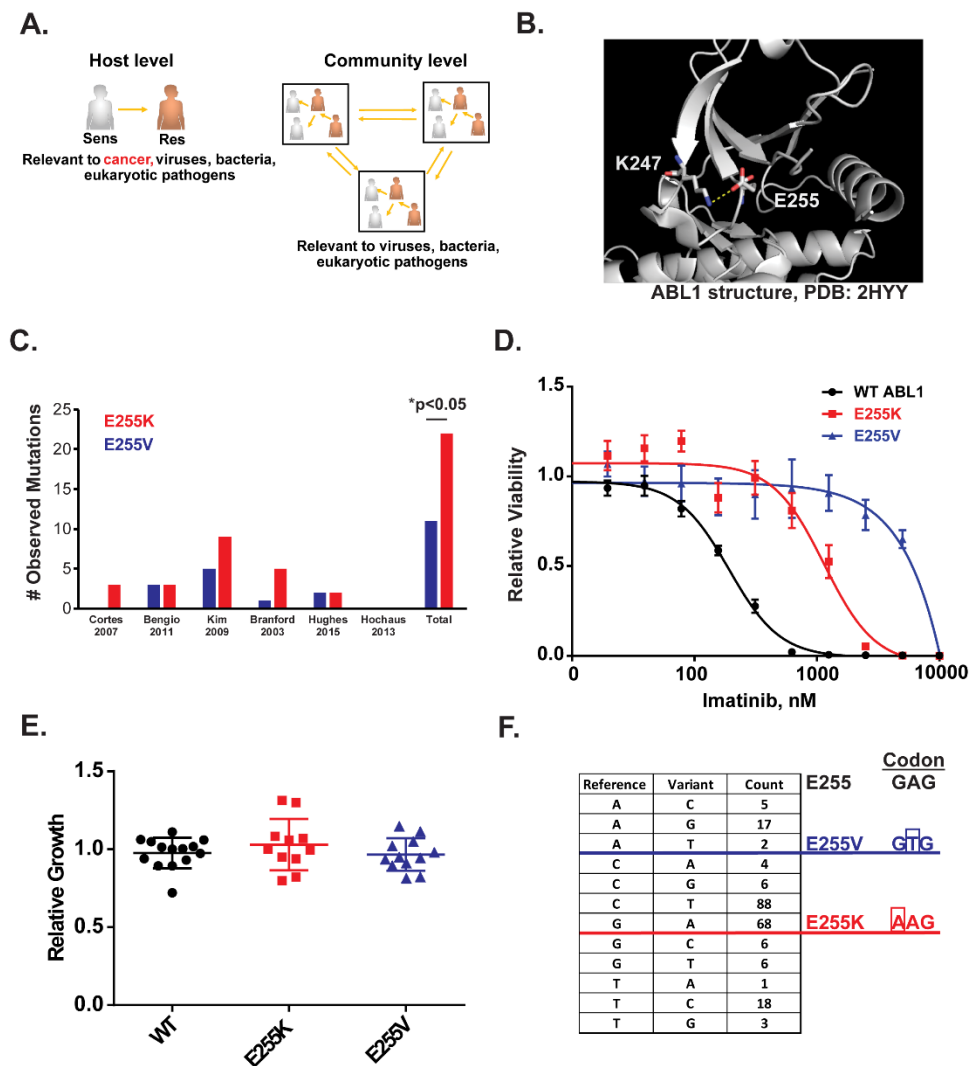 A.
Host level
Sens
Res
Relevant to cancer, viruses, bacteria,
eukaryotic pathogens
Community level
Relevant to viruses, bacteria,
eukaryotic pathogens
B.
K247
E255
ABL1 structure, PDB: 2HYY
C.
# Observed Mutations
25
20
15
10
5
0
E255K
E255V
*p<0.05
Cortes
2007
Bengio
2011
Kim
2009
Branford
2003
Hughes
2015
Hochaus
2013
Total
D.
Relative Viability
1.5
1.0
0.5
0.0
WT ABL1
E255K
E255V
0
100
1000
10000
Imatinib, nM
E.
Relative Growth
1.5
1.0
0.5
0.0
WT
E255K
E255V
F.
Reference Variant Count
A C 5
A G 17
A T 2
C A 4
C G 6
C T 88
G A 68
G C 6
G T 6
T A 1
T C 18
T G 3
Codon
E255 GAG
E255V GTG
E255K AAG